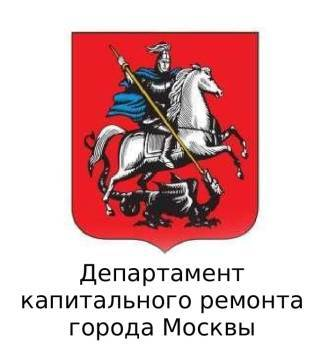 Департамент
капитального ремонта
города Москвы